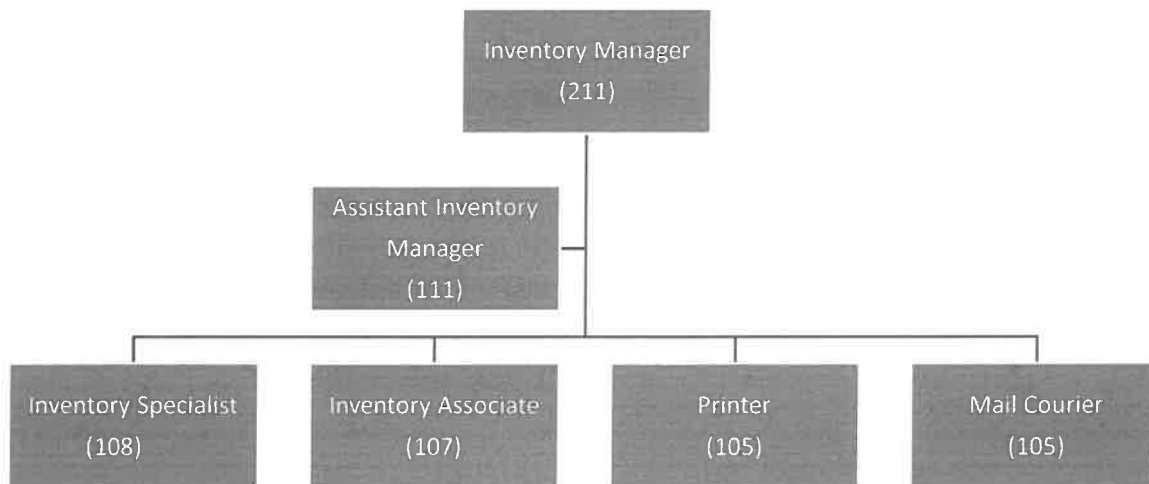 Inventory Manager
(211)
Assistant Inventory
Manager
(111)
Inventory Specialist
(108)
Inventory Associate
(107)
Printer
(105)
Mail Courier
(105)